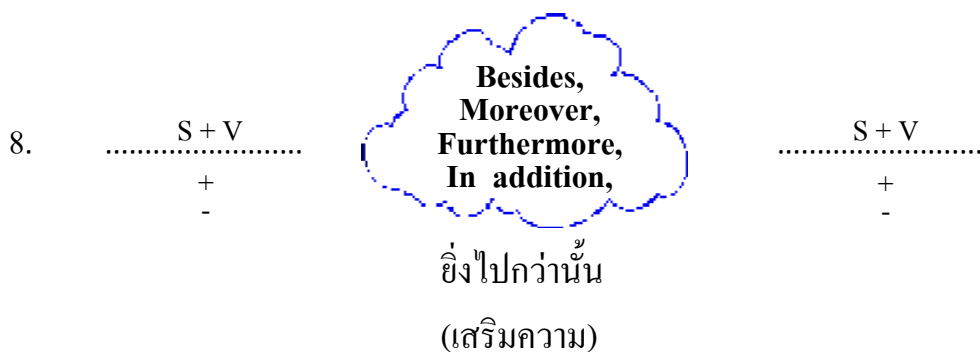 Besides,
Moreover,
8. S + V Furthermore, S + V
........................ .........................
+ In addition, +
- -
ยิ่งไปกว่านั้น
(เสริมความ)